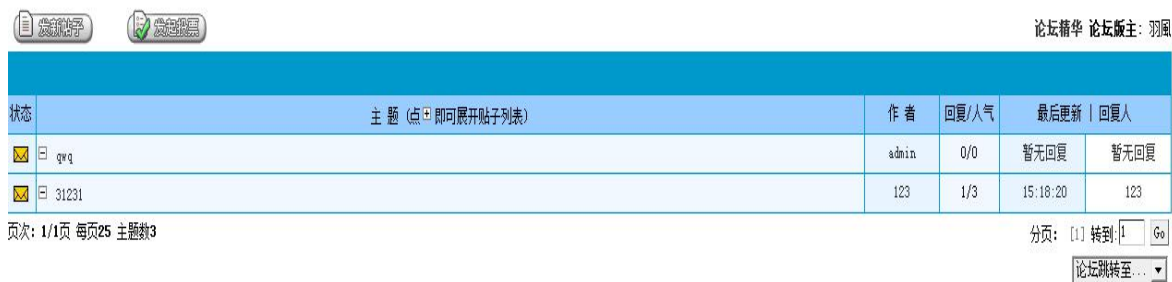 发新帖子 发起投票 论坛精华 论坛版主: 羽風
状态 主 题 (点+即可展开贴子列表) 作 者 回复/人气 最后更新 | 回复人
qwq admin 0/0 暂无回复 暂无回复
31231 123 1/3 15:18:20 123
页次: 1/1页 每页25 主题数3 分页: [1] 转到:1 Go
论坛跳转至...